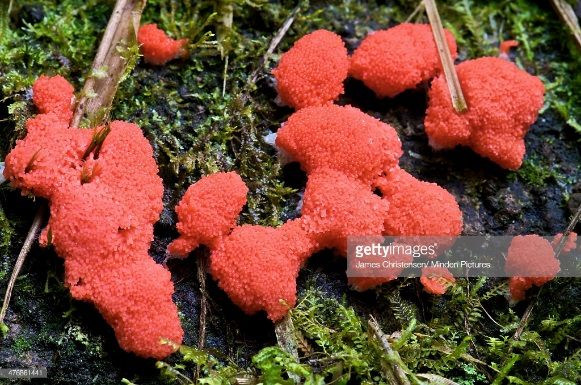 gettyimages®
James Christensen/ Minden Pictures
476661441